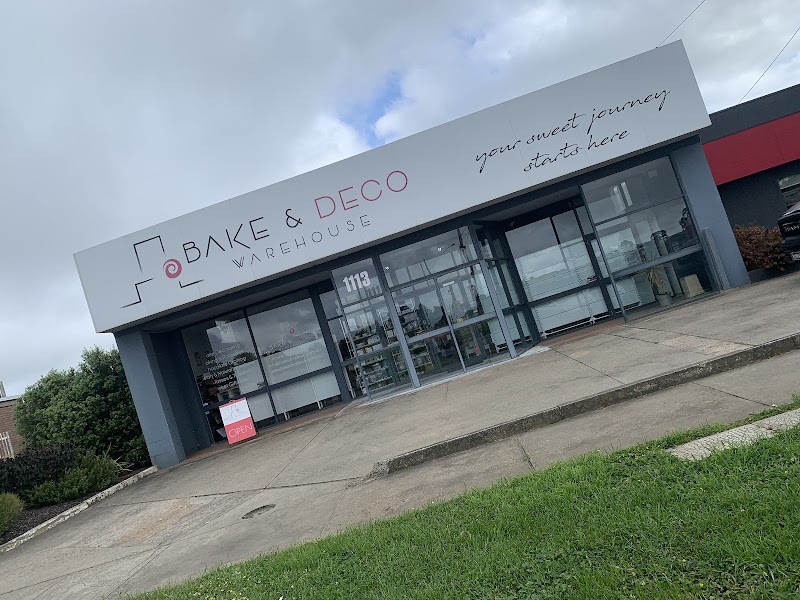 BAKE & DECO
WAREHOUSE
your sweet journey
starts here
1113
OPEN